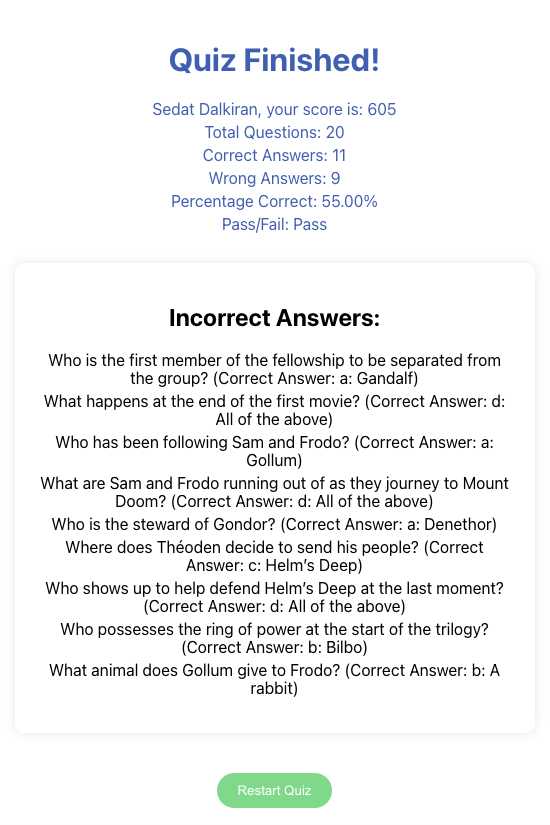 Quiz Finished!
Sedat Dalkiran, your score is: 605
Total Questions: 20
Correct Answers: 11
Wrong Answers: 9
Percentage Correct: 55.00%
Pass/Fail: Pass
Incorrect Answers:
Who is the first member of the fellowship to be separated from
the group? (Correct Answer: a: Gandalf)
What happens at the end of the first movie? (Correct Answer: d:
All of the above)
Who has been following Sam and Frodo? (Correct Answer: a:
Gollum)
What are Sam and Frodo running out of as they journey to Mount
Doom? (Correct Answer: d: All of the above)
Who is the steward of Gondor? (Correct Answer: a: Denethor)
Where does Théoden decide to send his people? (Correct
Answer: c: Helm’s Deep)
Who shows up to help defend Helm’s Deep at the last moment?
(Correct Answer: d: All of the above)
Who possesses the ring of power at the start of the trilogy?
(Correct Answer: b: Bilbo)
What animal does Gollum give to Frodo? (Correct Answer: b: A
rabbit)
Restart Quiz